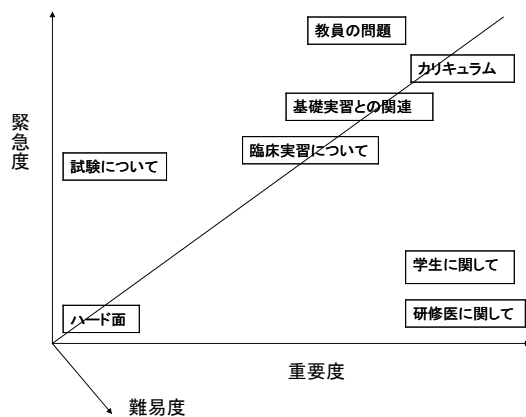 教員の問題
カリキュラム
基礎実習との関連
臨床実習について
緊急度
試験について
学生に関して
ハード面
研修医に関して
重要度
難易度